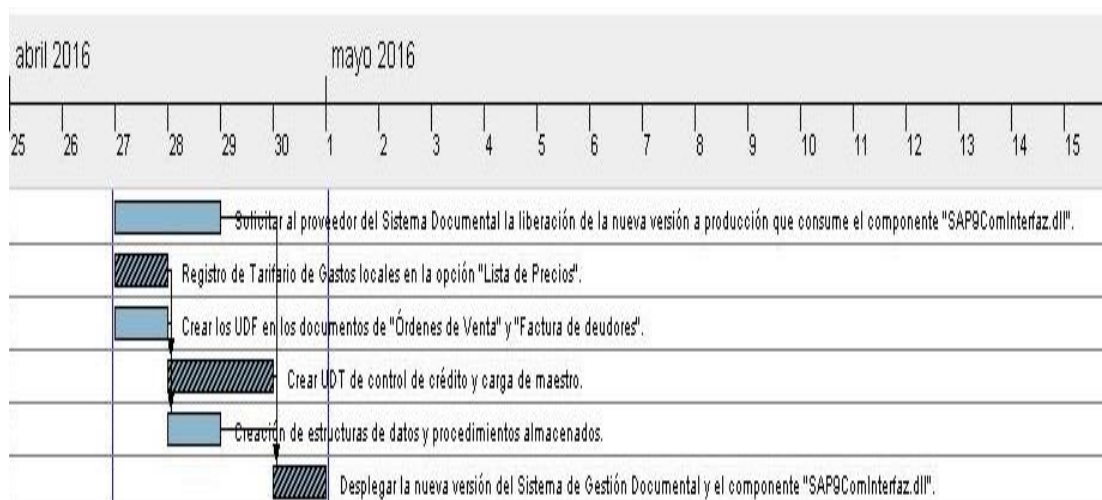 abril 2016
mayo 2016
25 26 27 28 29 30 1 2 3 4 5 6 7 8 9 10 11 12 13 14 15
Solicitar al proveedor del Sistema Documental la liberación de la nueva versión a producción que consume el componente "SAP9ComInterfaz.dll".
Registro de Tarifario de Gastos locales en la opción "Lista de Precios".
Crear los UDF en los documentos de "Órdenes de Venta" y "Factura de deudores".
Crear UDT de control de crédito y carga de maestro.
Creación de estructuras de datos y procedimientos almacenados.
Desplegar la nueva versión del Sistema de Gestión Documental y el componente "SAP9ComInterfaz.dll".